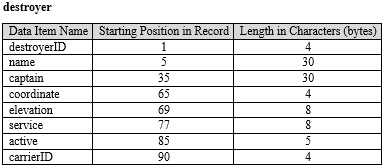 destroyer
Data Item Name Starting Position in Record Length in Characters (bytes)
destroyerID 1 4
name 5 30
captain 35 30
coordinate 65 4
elevation 69 8
service 77 8
active 85 5
carrierID 90 4